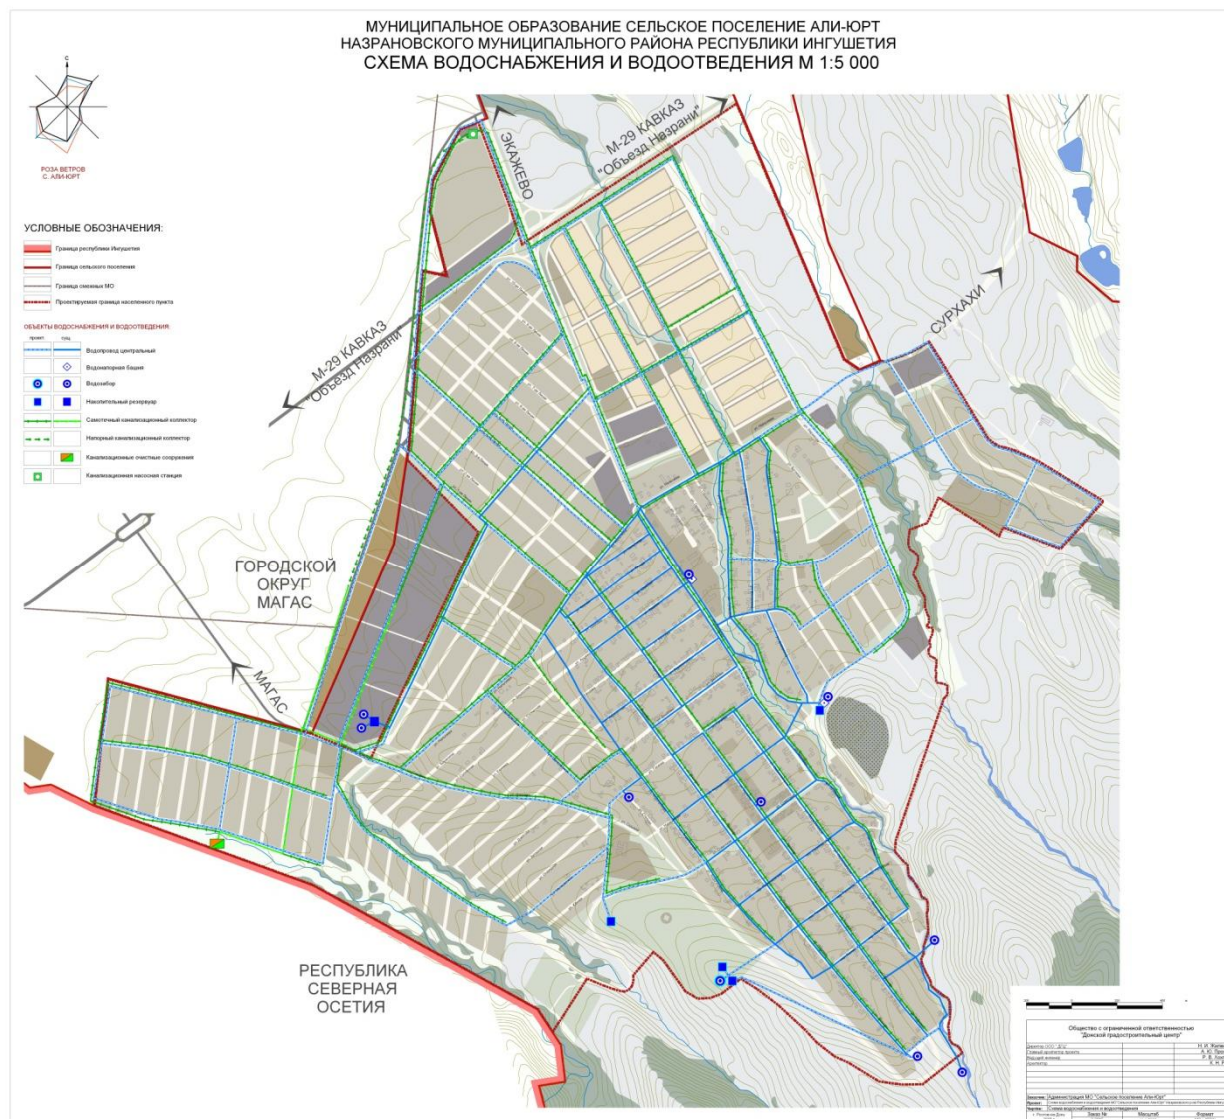 МУНИЦИПАЛЬНОЕ ОБРАЗОВАНИЕ СЕЛЬСКОЕ ПОСЕЛЕНИЕ АЛИ-ЮРТ
НАЗРАНОВСКОГО МУНИЦИПАЛЬНОГО РАЙОНА РЕСПУБЛИКИ ИНГУШЕТИЯ
СХЕМА ВОДОСНАБЖЕНИЯ И ВОДООТВЕДЕНИЯ М 1:5 000
С
РОЗА ВЕТРОВ
С. АЛИ-ЮРТ
УСЛОВНЫЕ ОБОЗНАЧЕНИЯ:
Граница республики Ингушетия
Граница сельского поселения
Граница смежных МО
Проектируемая граница населенного пункта
ОБЪЕКТЫ ВОДОСНАБЖЕНИЯ И ВОДООТВЕДЕНИЯ:
проект. сущ.
Водопровод центральный
Водонапорная башня
Водозабор
Накопительный резервуар
Самотечный канализационный коллектор
Напорный канализационный коллектор
Канализационные очистные сооружения
Канализационная насосная станция
ЭКАЖЕВО
М-29 КАВКАЗ
"Объезд Назрани"
СУРХАХИ
М-29 КАВКАЗ
"Объезд Назрани"
ГОРОДСКОЙ
ОКРУГ
МАГАС
МАГАС
РЕСПУБЛИКА
СЕВЕРНАЯ
ОСЕТИЯ
Общество с ограниченной ответственностью
"Донской градостроительный центр"
Администрация МО "Сельское поселение Али-Юрт"
Схема водоснабжения и водоотведения
Заказ № Масштаб Формат